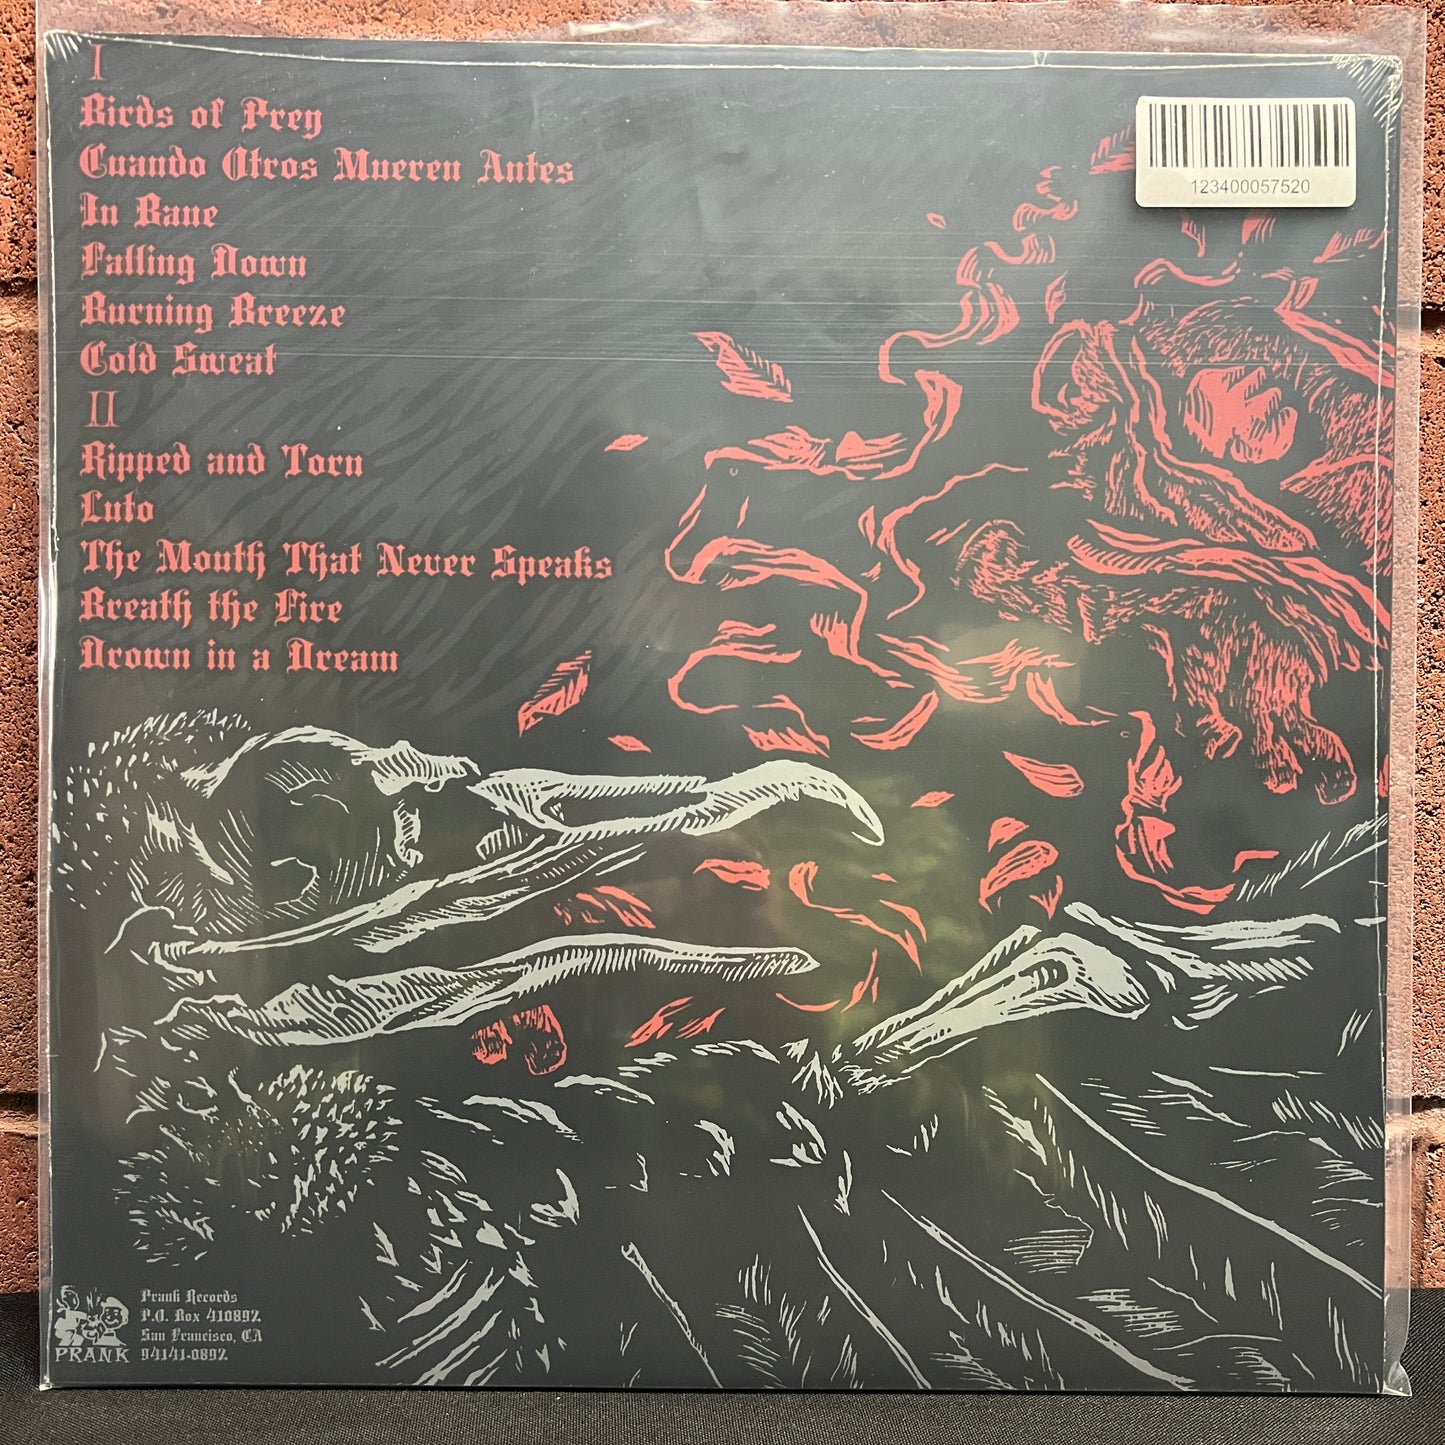 I
Birds of Prey
Cuando Otros Mueren Antes
In Bane
Falling Down
Burning Breeze
Cold Sweat
II
Ripped and Torn
Luto
The Mouth That Never Speaks
Breath the Fire
Drown in a Dream
123400057520
PRANK
Prank Records
P.O. Box 410892
San Francisco, CA
94141-0892